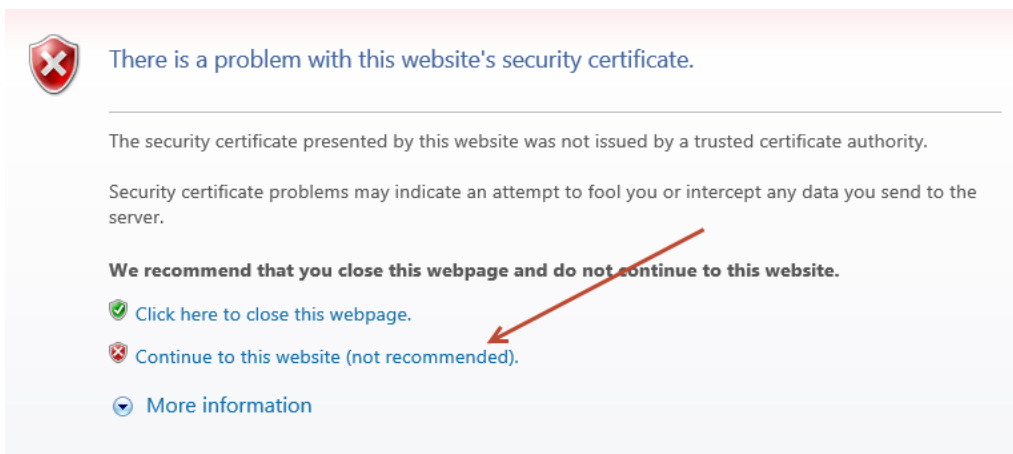 There is a problem with this website's security certificate.
The security certificate presented by this website was not issued by a trusted certificate authority.
Security certificate problems may indicate an attempt to fool you or intercept any data you send to the
server.
We recommend that you close this webpage and do not continue to this website.
Click here to close this webpage.
Continue to this website (not recommended).
More information